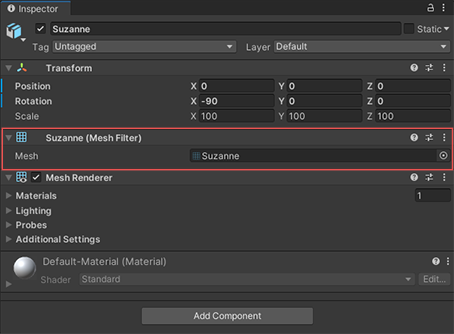 Inspector
Suzanne Static
Tag Untagged Layer Default
Transform
Position X 0 Y 0 Z 0
Rotation X -90 Y 0 Z 0
Scale X 100 Y 100 Z 100
Suzanne (Mesh Filter)
Mesh Suzanne
Mesh Renderer
Materials 1
Lighting
Probes
Additional Settings
Default-Material (Material)
Shader Standard Edit...
Add Component